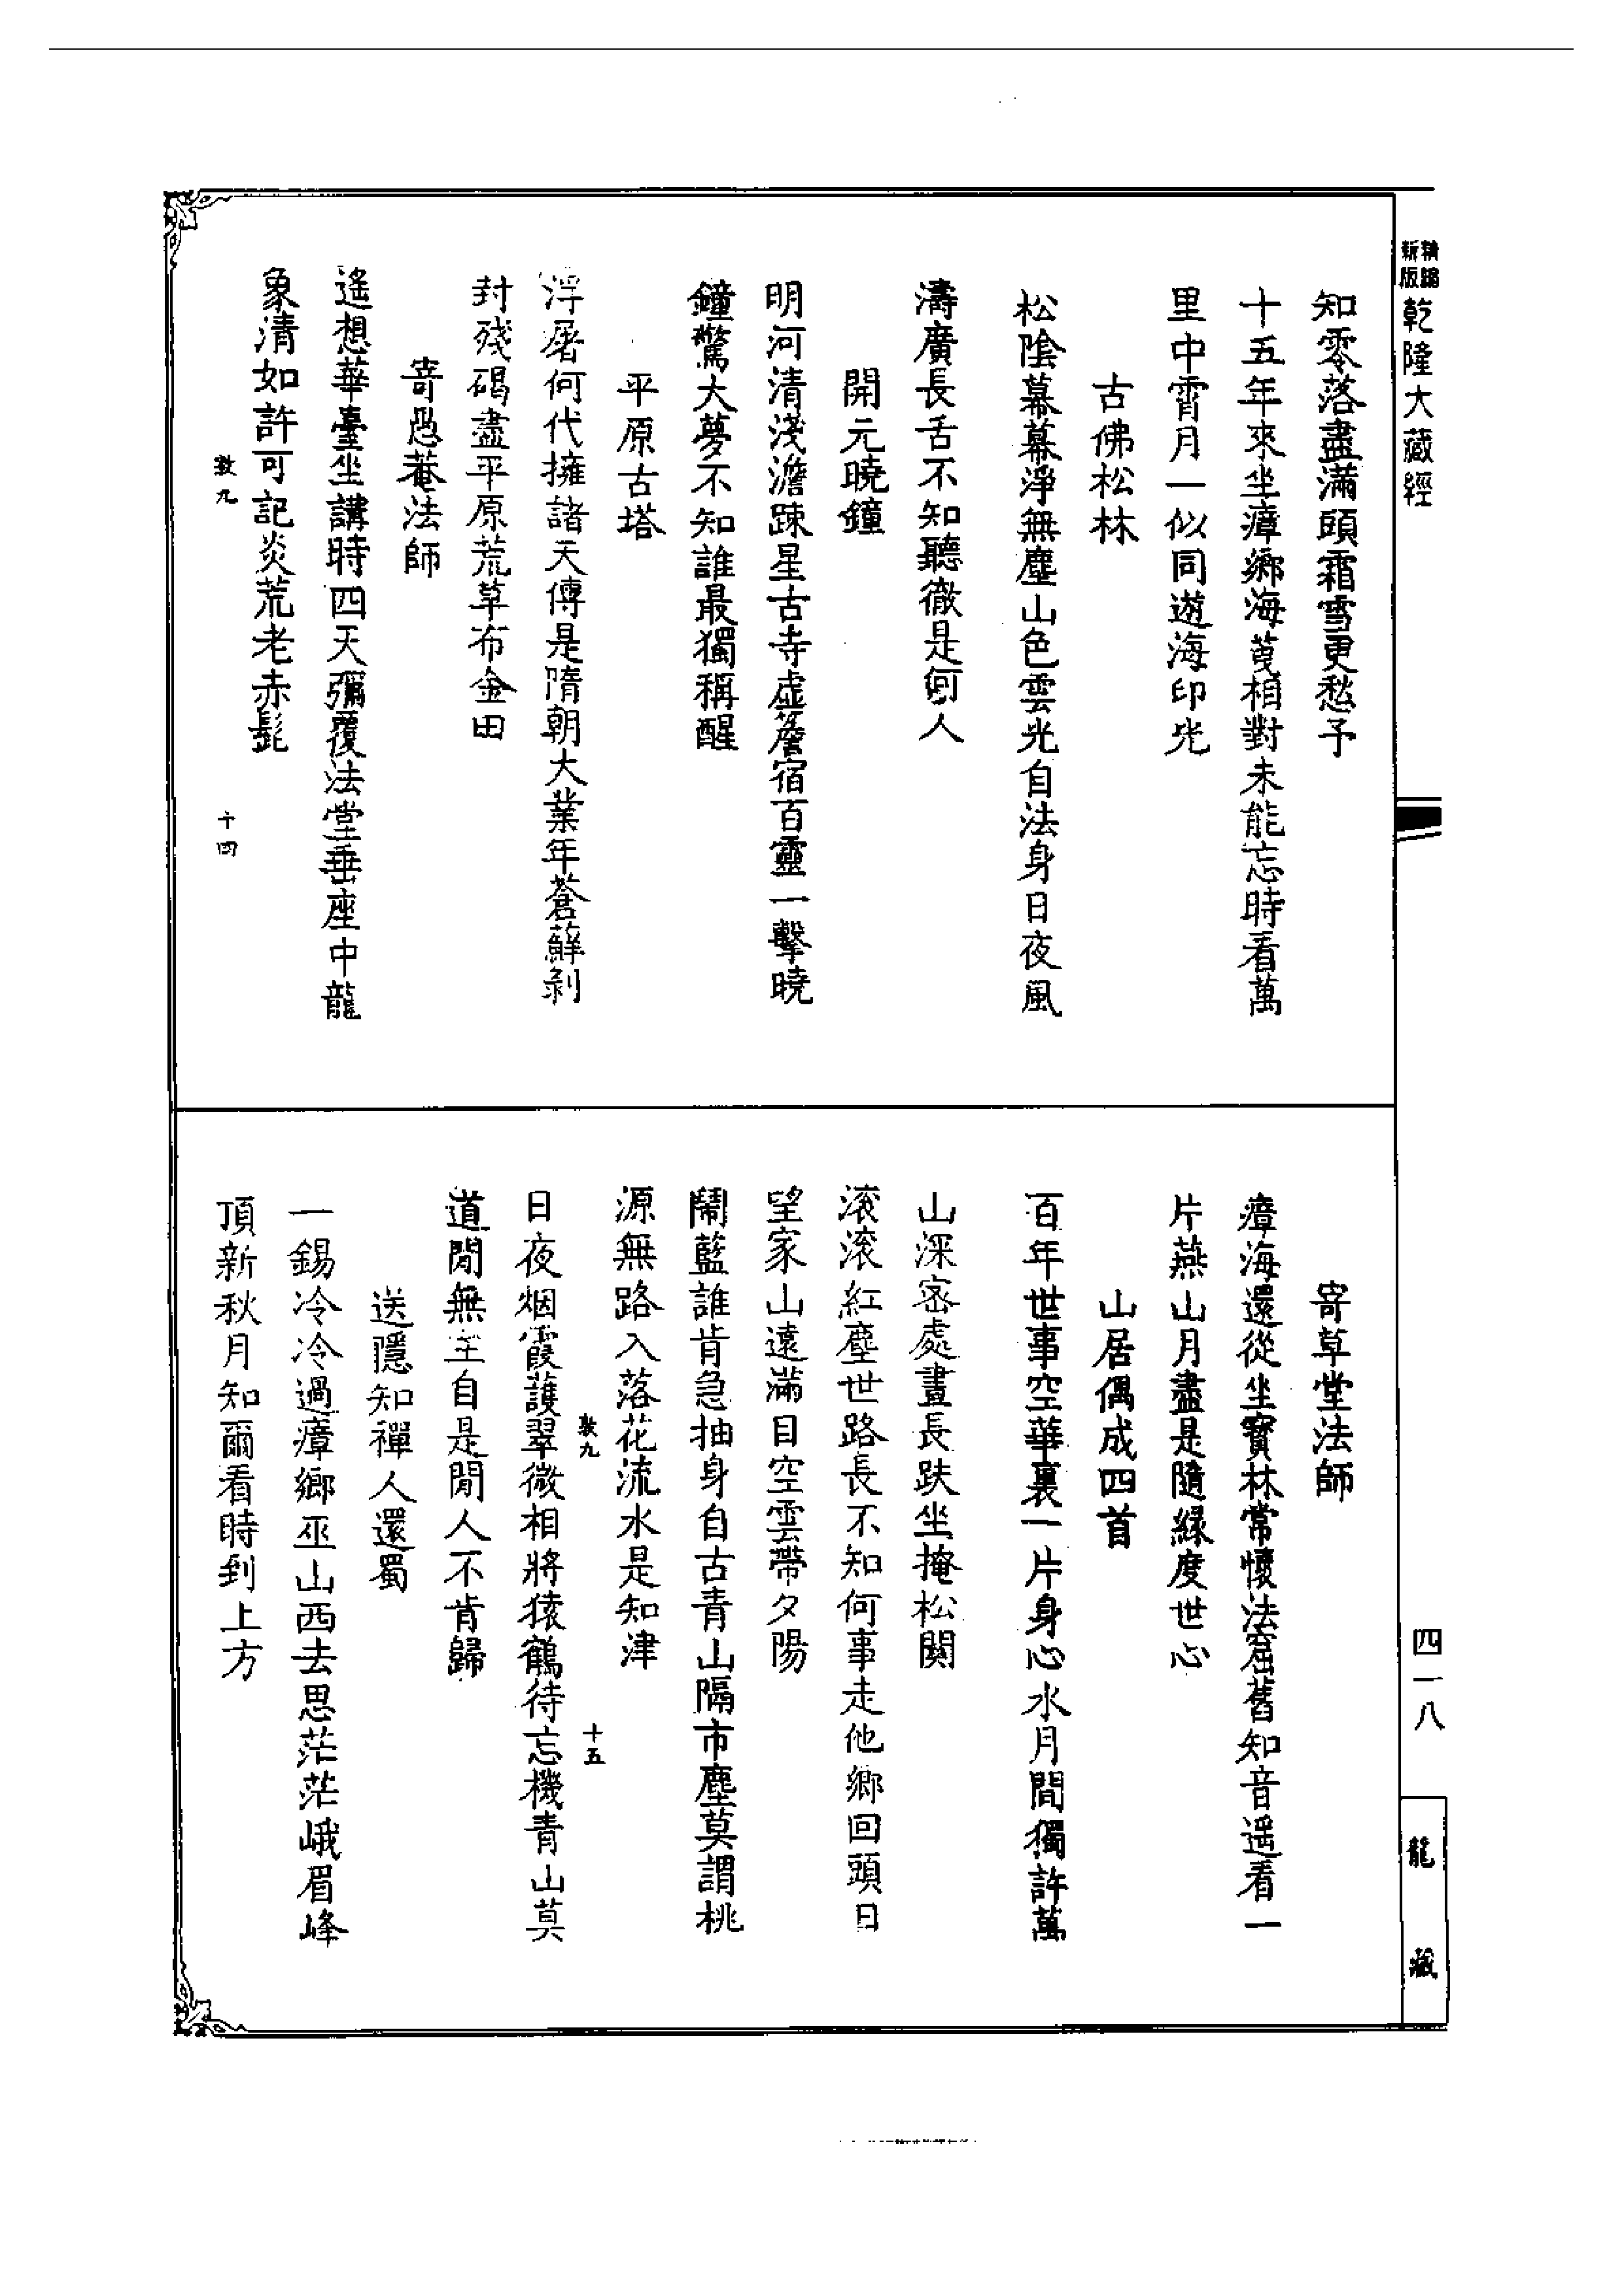 精縮
新版
乾隆大藏經
四一八
龍藏
知零落盡滿頭霜雪更愁予
十五年來坐瘴鄉海蒐相對未能忘時看萬
里中霄月一似同遊海印光
古佛松林
松陰幕幕淨無塵山色雲光自法身日夜風
濤廣長舌不知聽徹是何人
開元曉鐘
明河清淺澹踈星古寺虛簷宿百靈一擊曉
鐘驚大夢不知誰最獨稱醒
平原古塔
浮屠何代擁諸天傳是隋朝大業年蒼蘚剝
封殘碣盡平原荒草布金田
寄愚菴法師
遙想華臺坐講時四天彌覆法堂垂座中龍
象清如許可記炎荒老赤髭
敦九
十四
寄草堂法師
瘴海還從坐寶林常懷法窟舊知音遥看一
片燕山月盡是隨緣度世心
山居偶成四首
百年世事空華裏一片身心水月間獨許萬
山深密處晝長趺坐掩松関
滚滚紅塵世路長不知何事走他鄉回頭日
望家山遠滿目空雲帶夕陽
鬧藍誰肯急抽身自古青山隔市塵莫謂桃
源無路入落花流水是知津
敦九
十五
日夜烟霞護翠微相將猿鶴待忘機青山莫
道閒無主自是閒人不肯歸
送隱知禪人還蜀
一錫冷冷過瘴鄉巫山西去思茫茫峨眉峰
頂新秋月知爾看時到上方